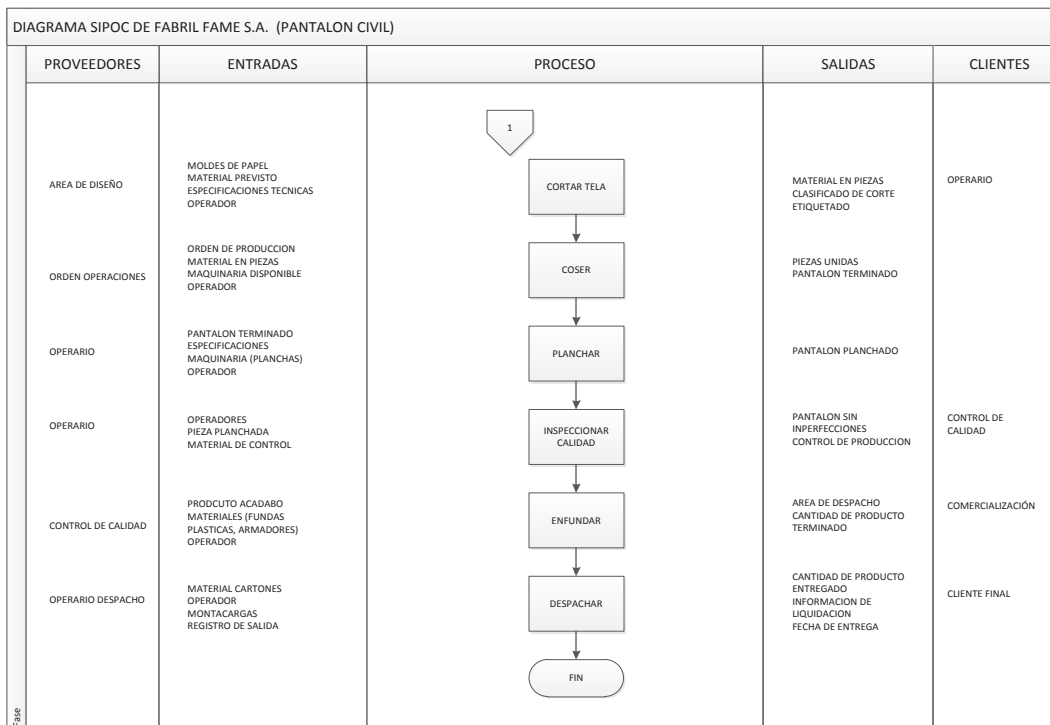 DIAGRAMA SIPOC DE FABRIL FAME S.A. (PANTALON CIVIL)
PROVEEDORES
ENTRADAS
PROCESO
SALIDAS
CLIENTES
1
AREA DE DISEÑO
MOLDES DE PAPEL
MATERIAL PREVISTO
ESPECIFICACIONES TECNICAS
OPERADOR
CORTAR TELA
MATERIAL EN PIEZAS
CLASIFICADO DE CORTE
ETIQUETADO
OPERARIO
ORDEN OPERACIONES
ORDEN DE PRODUCCION
MATERIAL EN PIEZAS
MAQUINARIA DISPONIBLE
OPERADOR
COSER
PIEZAS UNIDAS
PANTALON TERMINADO
OPERARIO
PANTALON TERMINADO
ESPECIFICACIONES
MAQUINARIA (PLANCHAS)
OPERADOR
PLANCHAR
PANTALON PLANCHADO
OPERARIO
OPERADORES
PIEZA PLANCHADA
MATERIAL DE CONTROL
INSPECCIONAR
CALIDAD
PANTALON SIN
INPERFECCIONES
CONTROL DE PRODUCCION
CONTROL DE
CALIDAD
CONTROL DE CALIDAD
PRODCUTO ACADABO
MATERIALES (FUNDAS
PLASTICAS, ARMADORES)
OPERADOR
ENFUNDAR
AREA DE DESPACHO
CANTIDAD DE PRODUCTO
TERMINADO
COMERCIALIZACIÓN
OPERARIO DESPACHO
MATERIAL CARTONES
OPERADOR
MONTACARGAS
REGISTRO DE SALIDA
DESPACHAR
CANTIDAD DE PRODUCTO
ENTREGADO
INFORMACION DE
LIQUIDACION
FECHA DE ENTREGA
CLIENTE FINAL
FIN
Fase